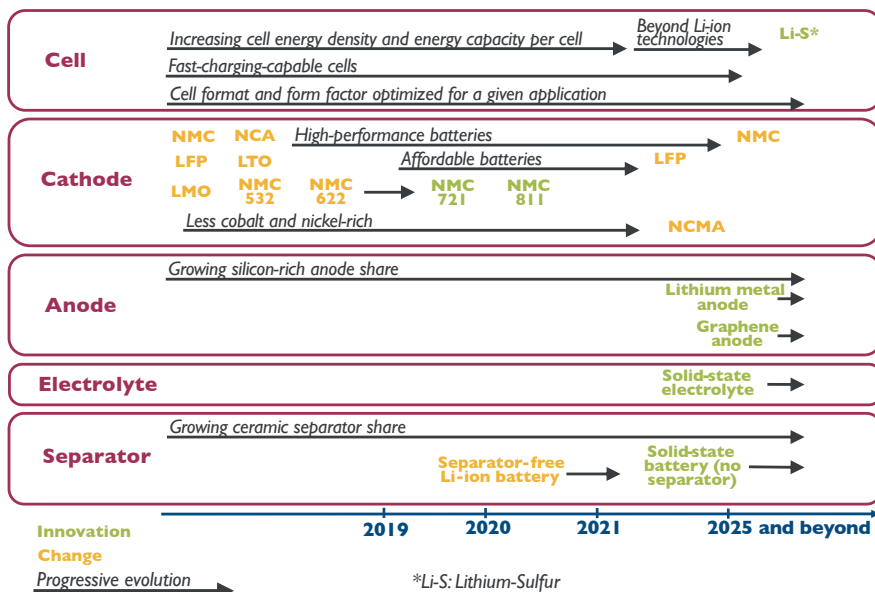 Cell
Increasing cell energy density and energy capacity per cell
Beyond Li-ion
technologies
Li-S*
Fast-charging-capable cells
Cell format and form factor optimized for a given application
Cathode
NMC NCA High-performance batteries NMC
LFP LTO Affordable batteries LFP
LMO NMC
532 NMC
622 NMC
721 NMC
811
Less cobalt and nickel-rich NCMA
Anode
Growing silicon-rich anode share
Lithium metal
anode
Graphene
anode
Electrolyte
Solid-state
electrolyte
Separator
Growing ceramic separator share
Separator-free
Li-ion battery
Solid-state
battery (no
separator)
2019 2020 2021 2025 and beyond
Innovation
Change
Progressive evolution
*Li-S: Lithium-Sulfur